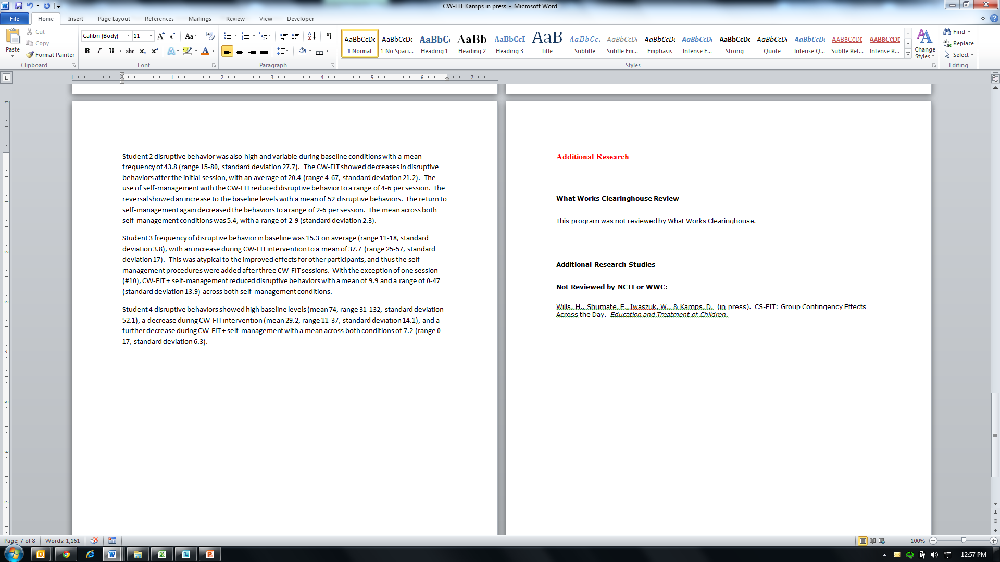 CW-FIT Kamps in press - Microsoft Word
File Home Insert Page Layout References Mailings Review View Developer
Paste
Cut
Copy
Format Painter
Clipboard
Calibri (Body) 11
Font
Paragraph
AaBbCcDc AaBbCcDc AaBbCc AaBb AaBbCcI AaB AaBbCc. AaBbCcDc AaBbCcDc AaBbCcDc AaBbCcDc AaBbCcDc AaBbCcDc AaBbCcDc AaBbCcDc
¶ Normal ¶ No Spaci... Heading 1 Heading 2 Heading 3 Title Subtitle Subtle Em... Emphasis Intense E... Strong Quote Intense Q... Subtle Ref... Intense R...
Styles
Change
Styles
Find
Replace
Select
Editing
1 1 2 3 4 5 6 7
Student 2 disruptive behavior was also high and variable during baseline conditions with a mean
frequency of 43.8 (range 15-80, standard deviation 27.7). The CW-FIT showed decreases in disruptive
behaviors after the initial session, with an average of 20.4 (range 4-67, standard deviation 21.2). The
use of self-management with the CW-FIT reduced disruptive behavior to a range of 4-6 per session. The
reversal showed an increase to the baseline levels with a mean of 52 disruptive behaviors. The return to
self-management again decreased the behaviors to a range of 2-6 per session. The mean across both
self-management conditions was 5.4, with a range of 2-9 (standard deviation 2.3).
Student 3 frequency of disruptive behavior in baseline was 15.3 on average (range 11-18, standard
deviation 3.8), with an increase during CW-FIT intervention to a mean of 37.7 (range 25-57, standard
deviation 17). This was atypical to the improved effects for other participants, and thus the self-
management procedures were added after three CW-FIT sessions. With the exception of one session
(#10), CW-FIT + self-management reduced disruptive behaviors with a mean of 9.9 and a range of 0-47
(standard deviation 13.9) across both self-management conditions.
Student 4 disruptive behaviors showed high baseline levels (mean 74, range 31-132, standard deviation
52.1), a decrease during CW-FIT intervention (mean 29.2, range 11-37, standard deviation 14.1), and a
further decrease during CW-FIT + self-management with a mean across both conditions of 7.2 (range 0-
17, standard deviation 6.3).
Additional Research
What Works Clearinghouse Review
This program was not reviewed by What Works Clearinghouse.
Additional Research Studies
Not Reviewed by NCII or WWC:
Wills, H., Shumate, E., Iwaszuk, W., & Kamps, D. (in press). CS-FIT: Group Contingency Effects
Across the Day. Education and Treatment of Children.
Page: 7 of 8 Words: 1,161 100%
12:57 PM